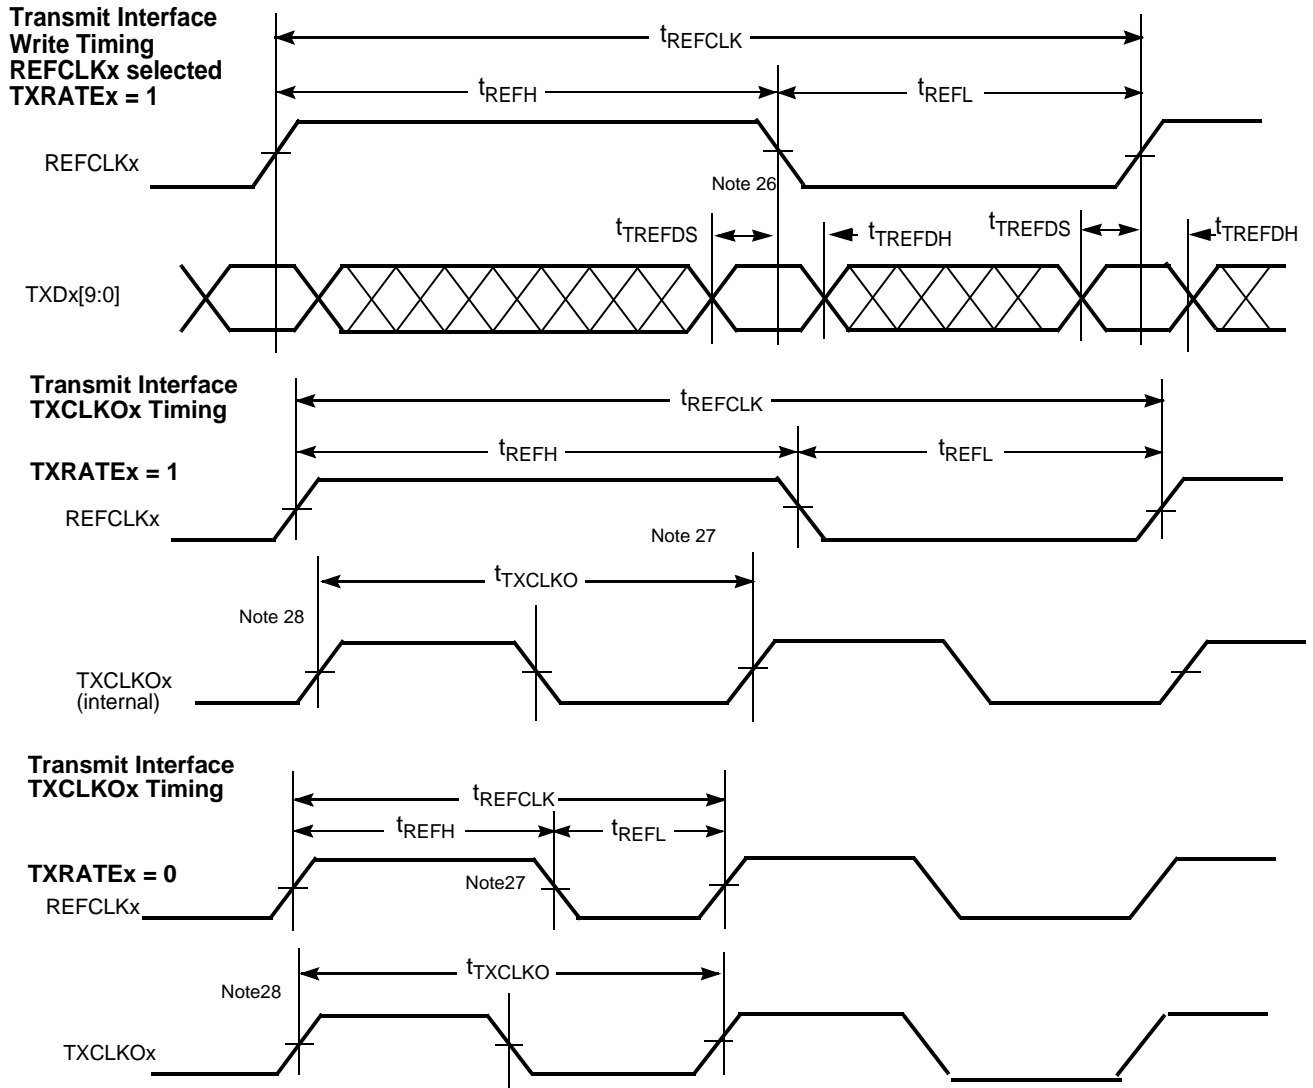 Transmit Interface
Write Timing
REFCLKx selected
TXRATEx = 1
tREFCLK
tREFH
tREFL
REFCLKx
Note 26
tTREFDS
tTREFDH
tTREFDS
tTREFDH
TXDx[9:0]
Transmit Interface
TXCLKOx Timing
tREFCLK
tREFH
tREFL
TXRATEx = 1
REFCLKx
Note 27
tTXCLKO
Note 28
TXCLKOx
(internal)
Transmit Interface
TXCLKOx Timing
tREFCLK
tREFH
tREFL
TXRATEx = 0
Note27
REFCLKx
tTXCLKO
Note28
TXCLKOx